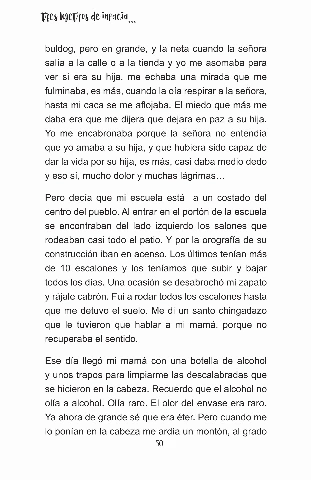 Tres bactiros de infacia...
buldog, pero en grande, y la neta cuando la señora
salía a la calle o a la tienda y yo me asomaba para
ver si era su hija, me echaba una mirada que me
fulminaba, es más, cuando la oía respirar a la señora,
hasta mi caca se me aflojaba. El miedo que más me
daba era que me dijera que dejara en paz a su hija.
Yo me encabronaba porque la señora no entendía
que yo amaba a su hija, y que hubiera sido capaz de
dar la vida por su hija, es más, casi daba medio dedo
y eso sí, mucho dolor y muchas lágrimas…
Pero decía que mi escuela está a un costado del
centro del pueblo. Al entrar en el portón de la escuela
se encontraban del lado izquierdo los salones que
rodeaban casi todo el patio. Y por la orografía de su
construcción iban en acenso. Los últimos tenían más
de 10 escalones y los teníamos que subir y bajar
todos los días. Una ocasión se desabrochó mi zapato
y rájalo cabrón. Fui a rodar todos los escalones hasta
que me detuvo el suelo. Me di un santo chingadazo
que le tuvieron que hablar a mi mamá, porque no
recuperaba el sentido.
Ese día llegó mi mamá con una botella de alcohol
y unos trapos para limpiarme las descalabradas que
se hicieron en la cabeza. Recuerdo que el alcohol no
olía a alcohol. Olía raro. El olor del envase era raro.
Ya ahora de grande sé que era éter. Pero cuando me
lo ponían en la cabeza me ardía un montón, al grado
50